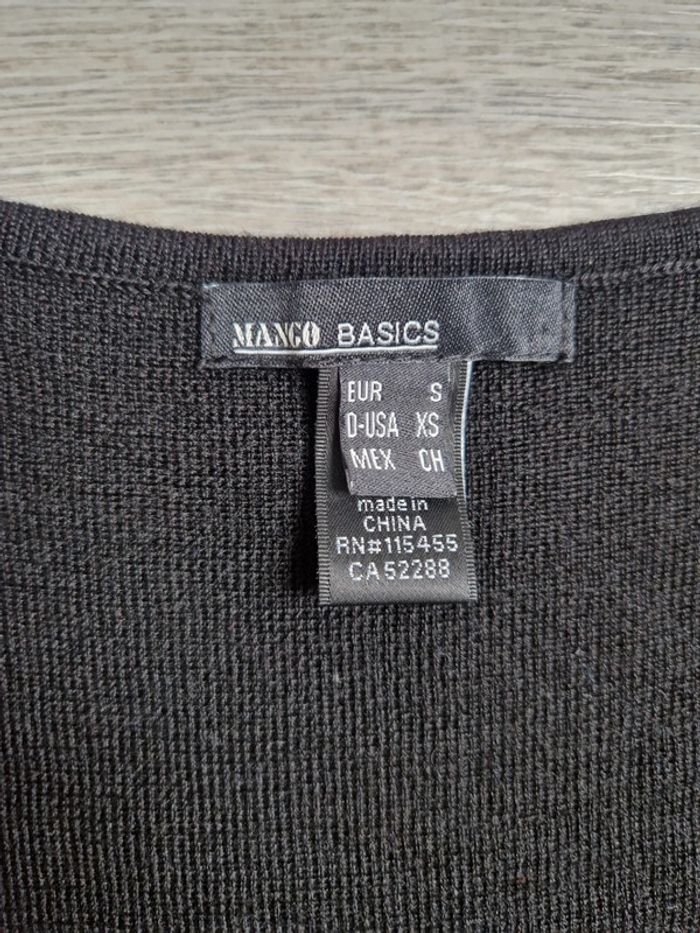 MANGO BASICS
EUR S
D-USA XS
MEX CH
made in
CHINA
RN#115455
CA52288